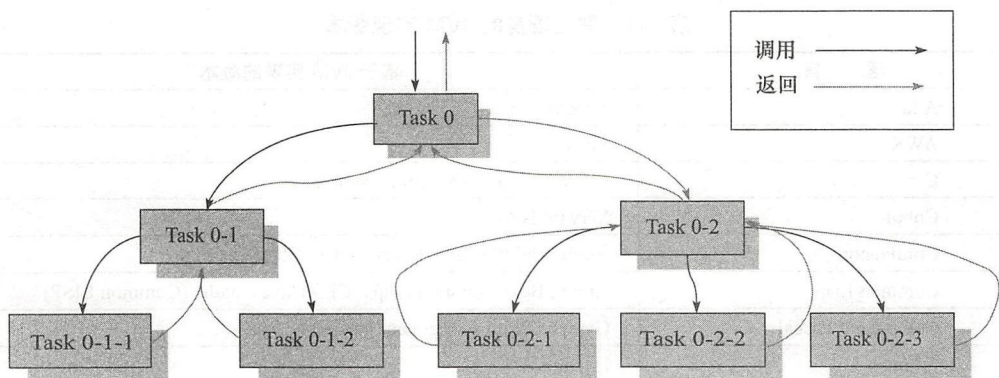 调用
返回
Task 0
Task 0-1
Task 0-2
Task 0-1-1
Task 0-1-2
Task 0-2-1
Task 0-2-2
Task 0-2-3